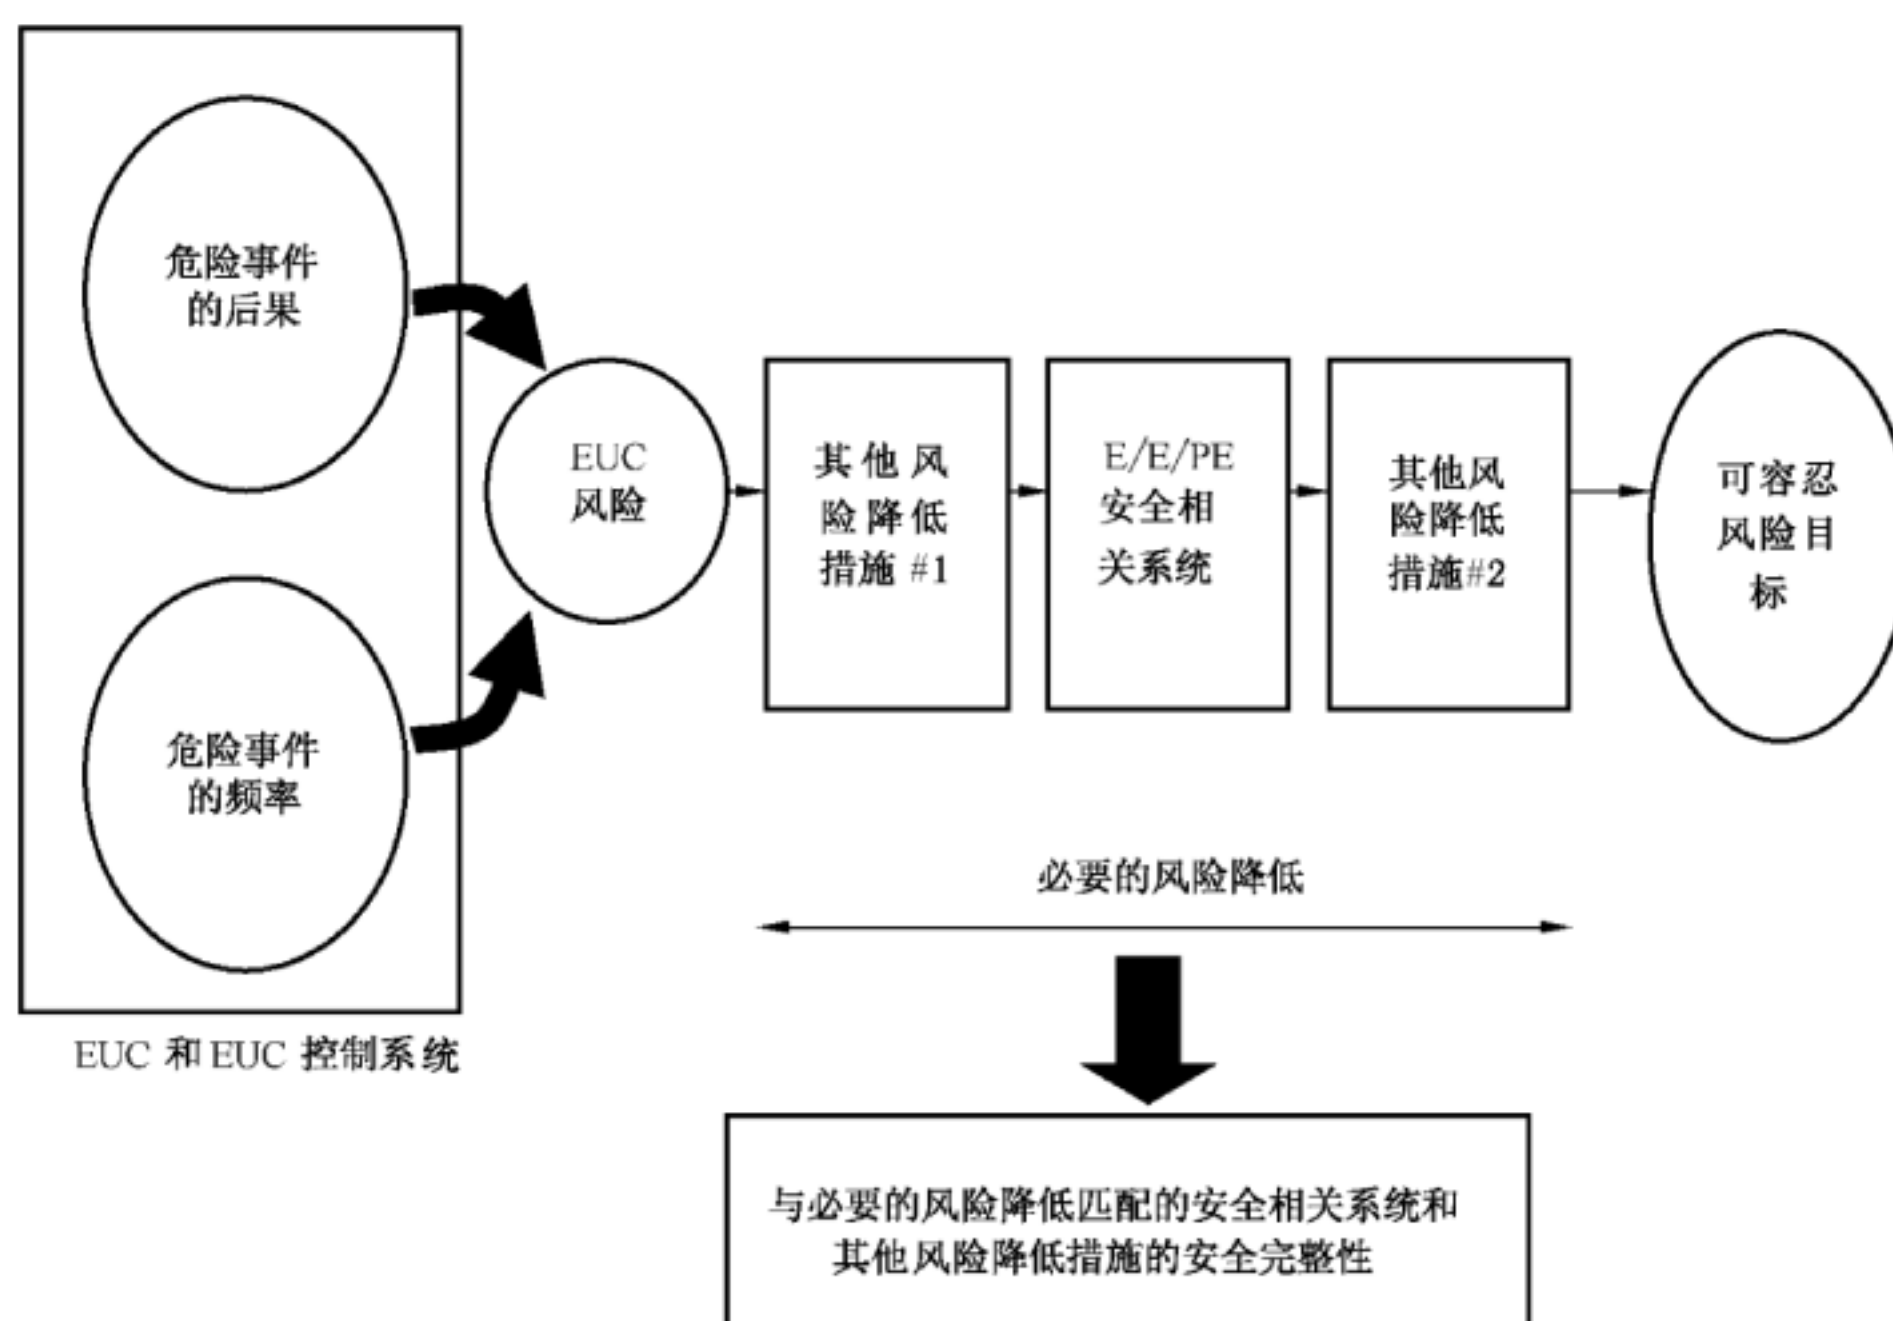 危险事件
的后果
危险事件
的频率
EUC 和 EUC 控制系统
EUC
风险
其他风
险降低
措施 #1
E/E/PE
安全相
关系统
其他风
险降低
措施#2
可容忍
风险目
标
必要的风险降低
与必要的风险降低匹配的安全相关系统和
其他风险降低措施的安全完整性